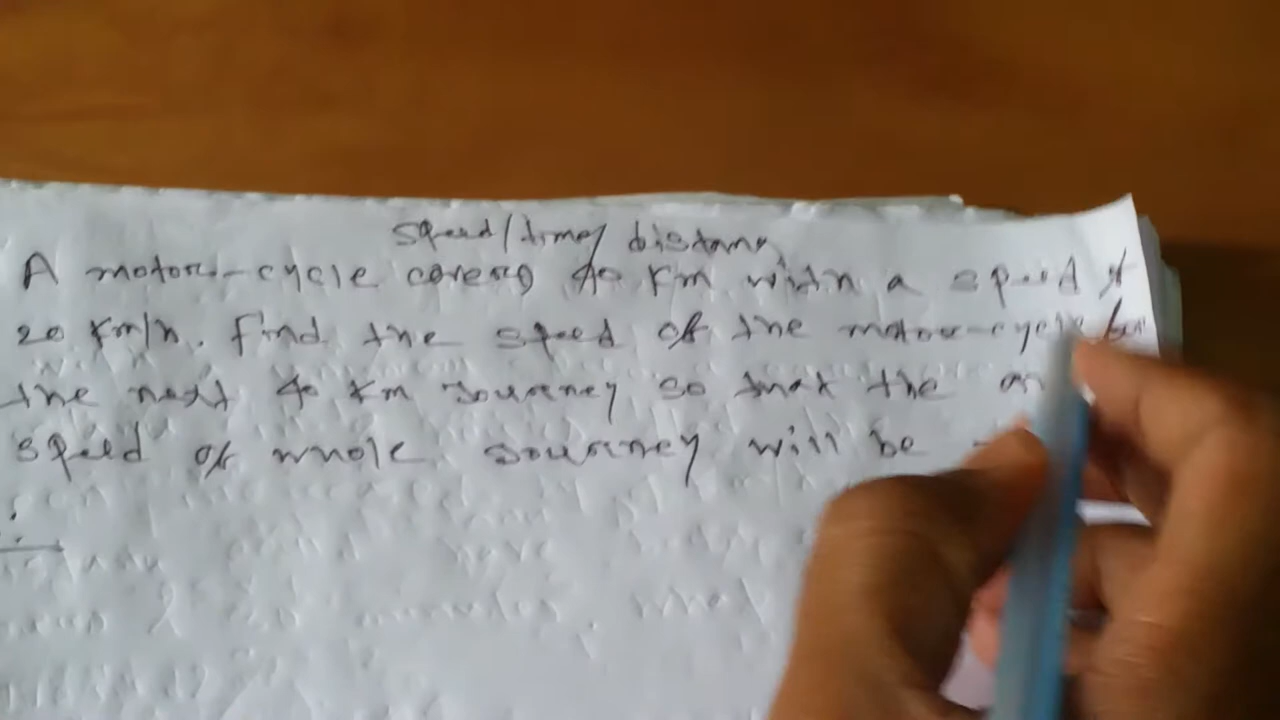 speed/time/distance
A motor-cycle covers 40 km with a speed of
20 km/h. find the speed of the motor-cycle for
the next 40 km journey so that the
speed of whole journey will be